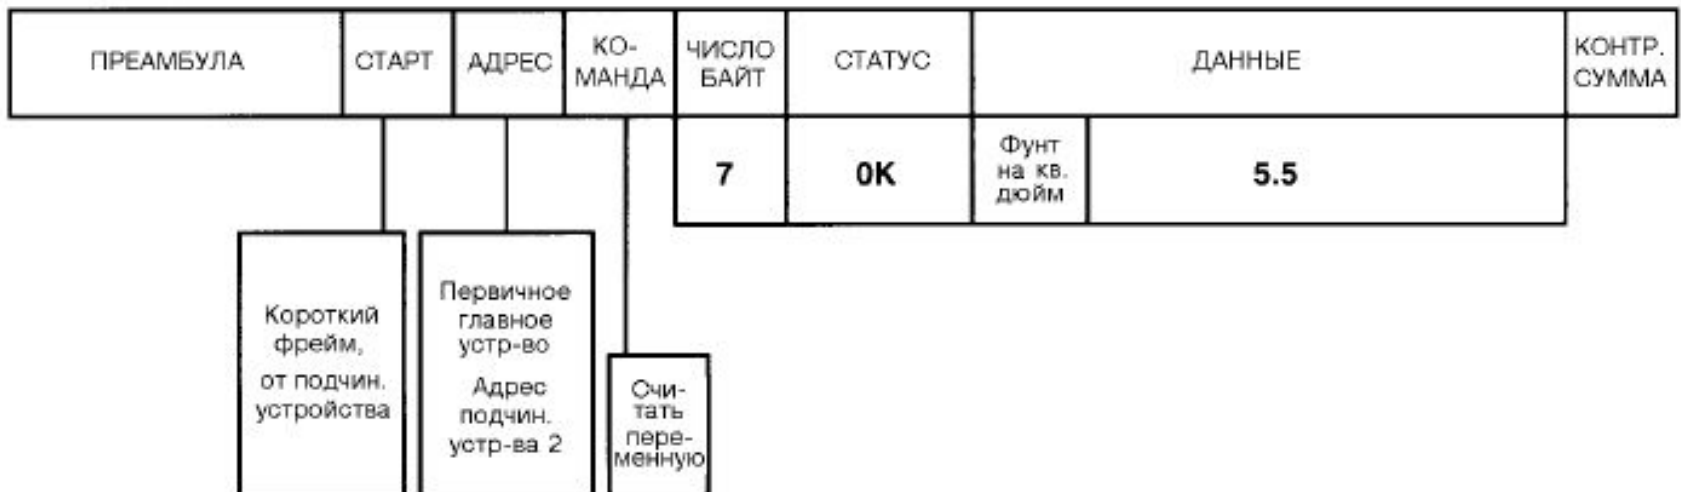 ПРЕАМБУЛА
СТАРТ
АДРЕС
КО-
МАНДА
ЧИСЛО
БАЙТ
СТАТУС
ДАННЫЕ
КОНТР.
СУММА
7
0K
Фунт
на кв.
дюйм
5.5
Короткий
фрейм,
от подчин.
устройства
Первичное
главное
устр-во
Адрес
подчин.
устр-ва 2
Счи-
тать
пере-
менную